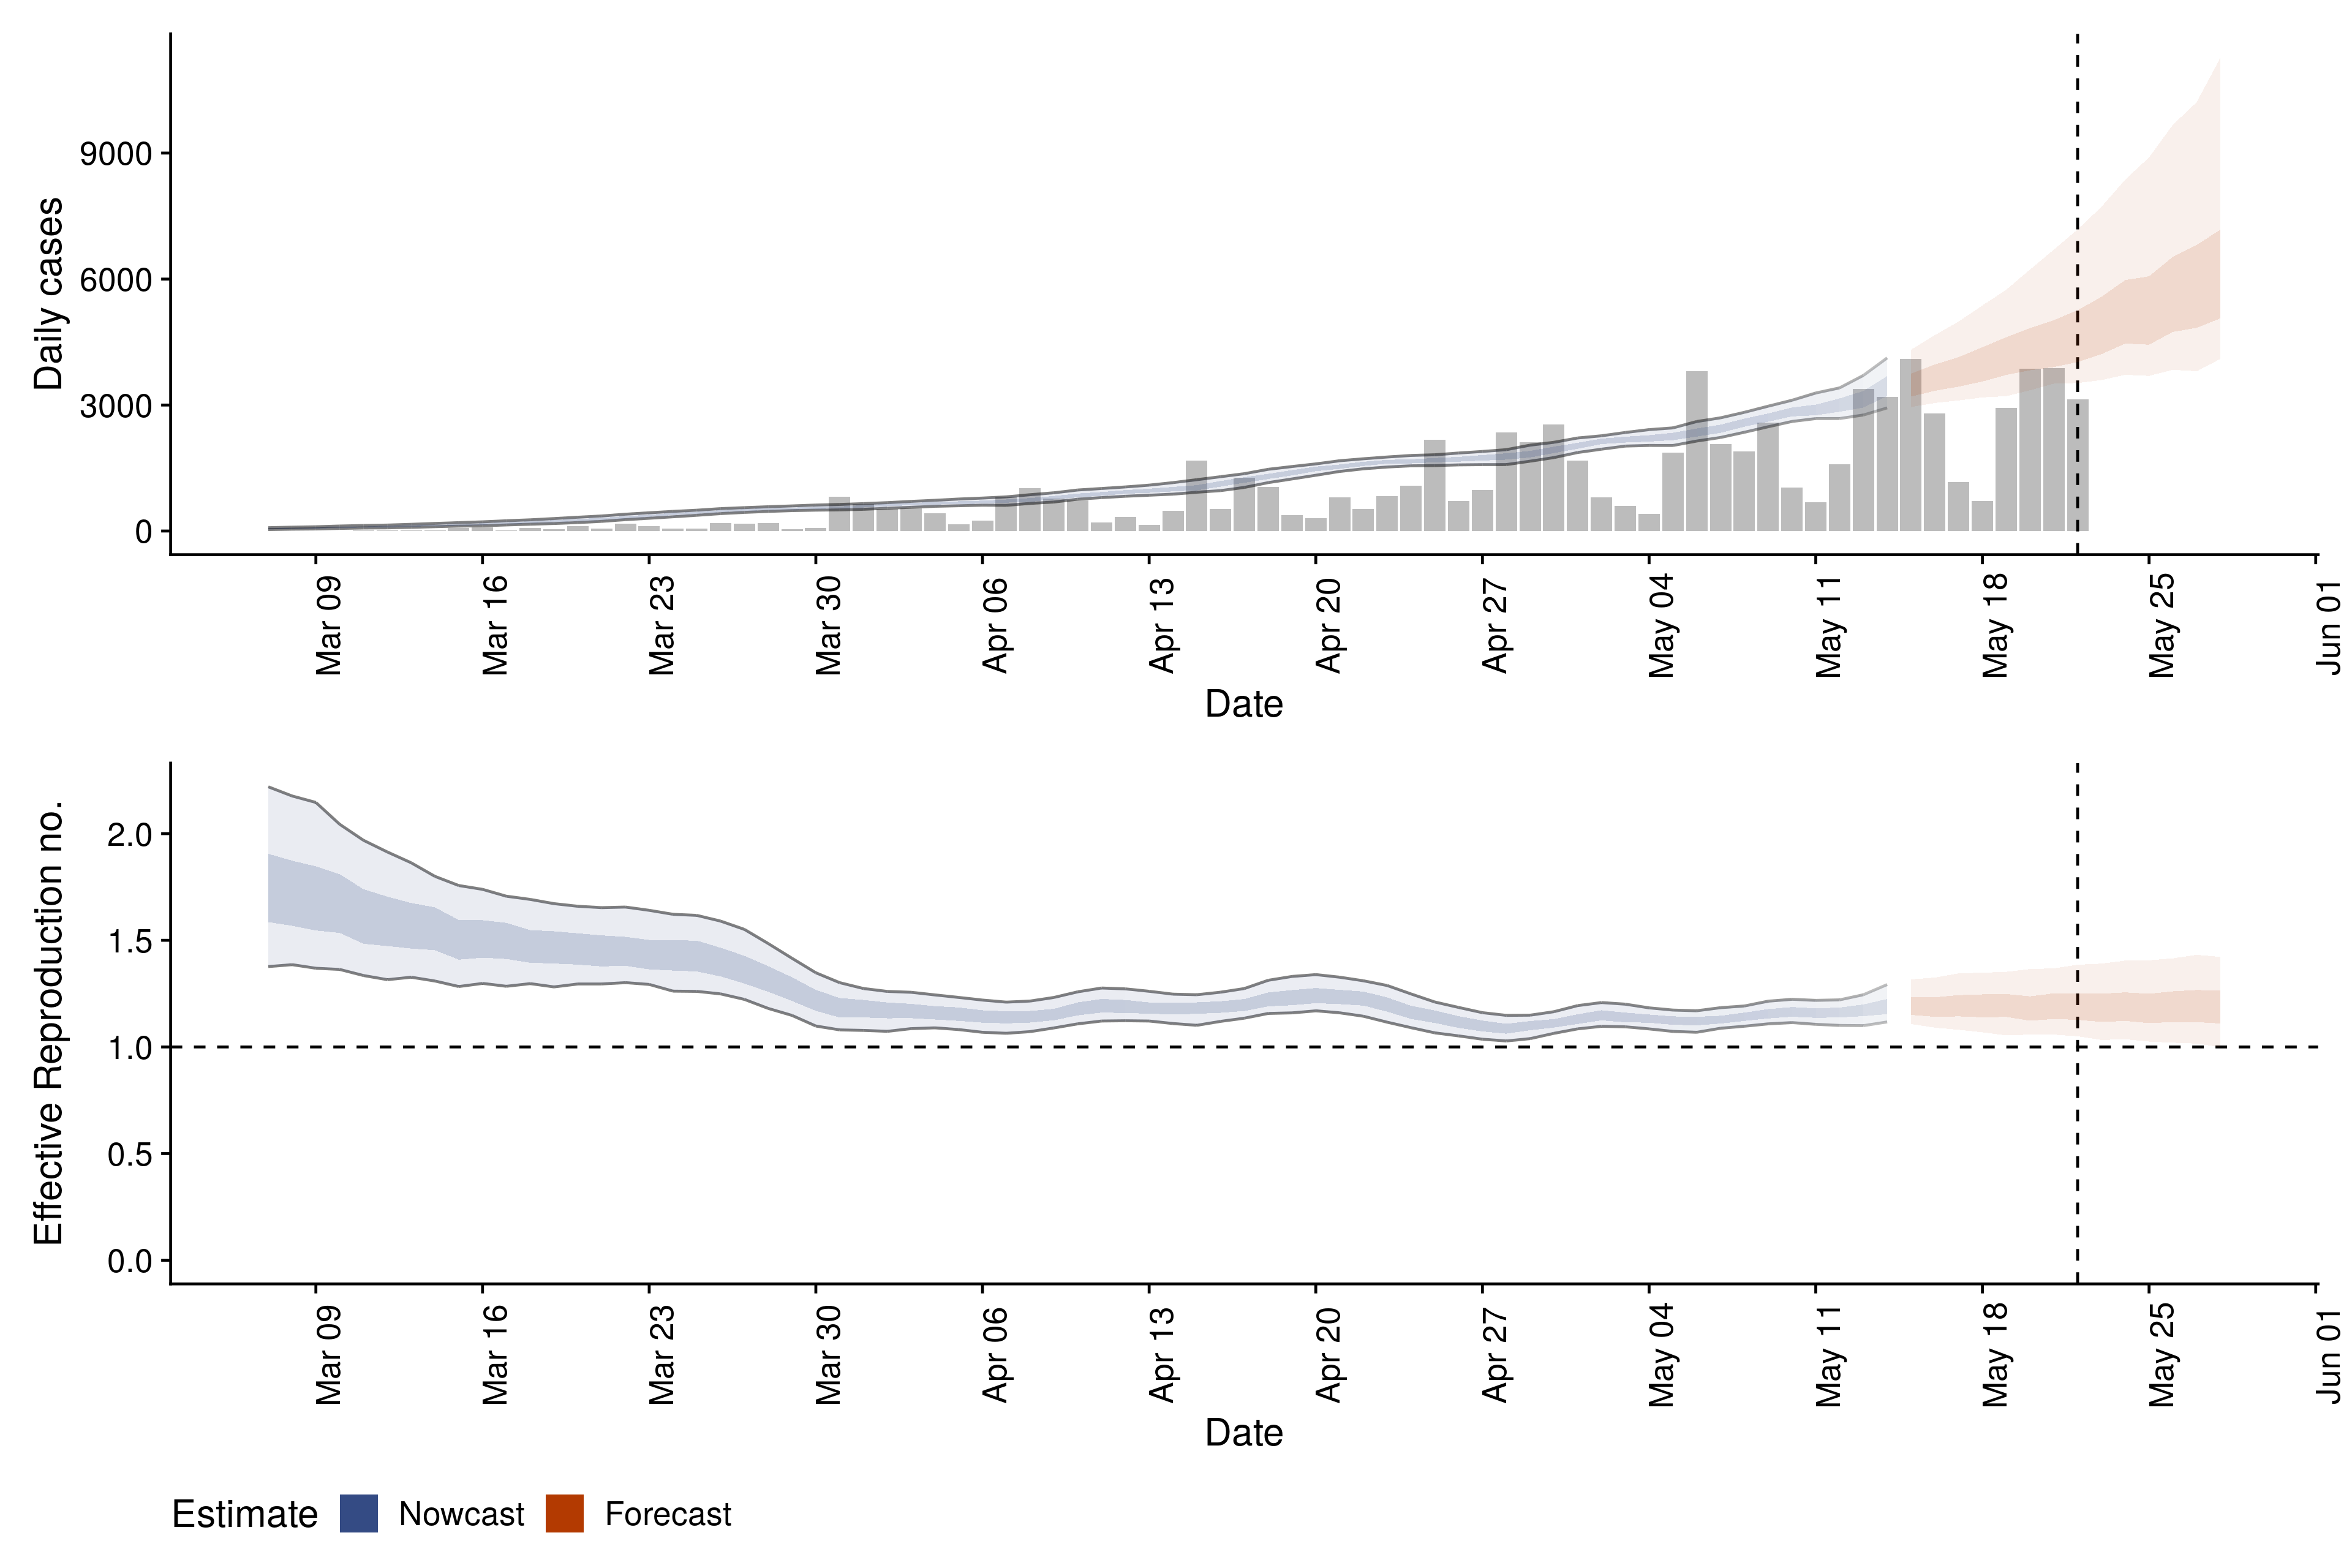 Daily cases
9000
6000
3000
0
Mar 09
Mar 16
Mar 23
Mar 30
Apr 06
Apr 13
Apr 20
Apr 27
May 04
May 11
May 18
May 25
Jun 01
Date
Effective Reproduction no.
2.0
1.5
1.0
0.5
0.0
Mar 09
Mar 16
Mar 23
Mar 30
Apr 06
Apr 13
Apr 20
Apr 27
May 04
May 11
May 18
May 25
Jun 01
Date
Estimate Nowcast Forecast